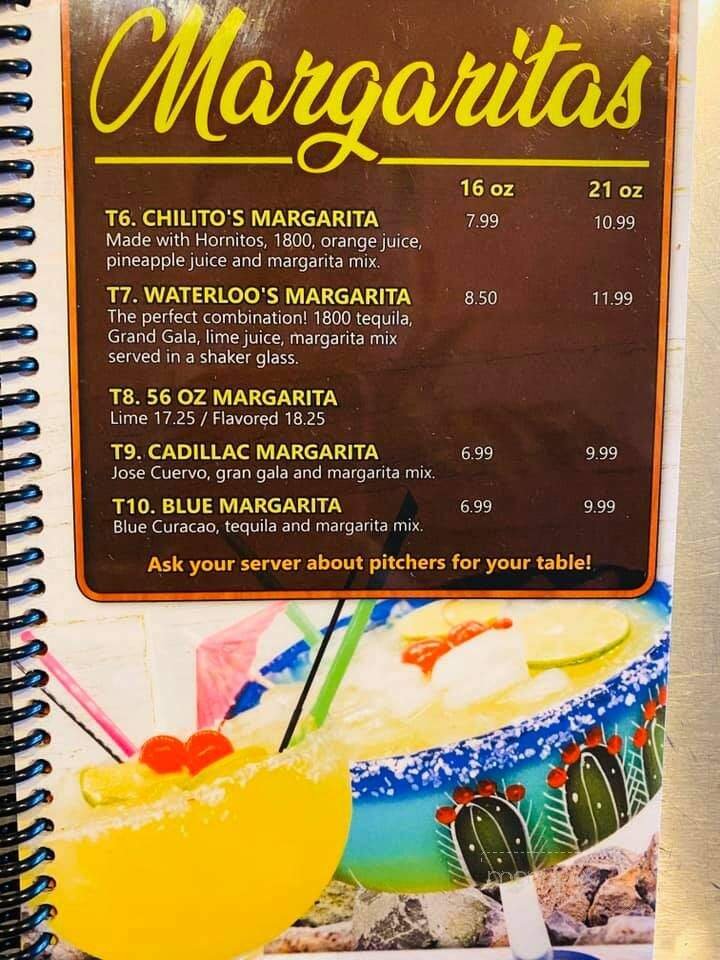 Margaritas
16 oz 21 oz
T6. CHILITO'S MARGARITA 7.99 10.99
Made with Hornitos, 1800, orange juice,
pineapple juice and margarita mix.
T7. WATERLOO'S MARGARITA 8.50 11.99
The perfect combination! 1800 tequila,
Grand Gala, lime juice, margarita mix
served in a shaker glass.
T8. 56 OZ MARGARITA
Lime 17.25 / Flavored 18.25
T9. CADILLAC MARGARITA 6.99 9.99
Jose Cuervo, gran gala and margarita mix.
T10. BLUE MARGARITA 6.99 9.99
Blue Curacao, tequila and margarita mix.
Ask your server about pitchers for your table!